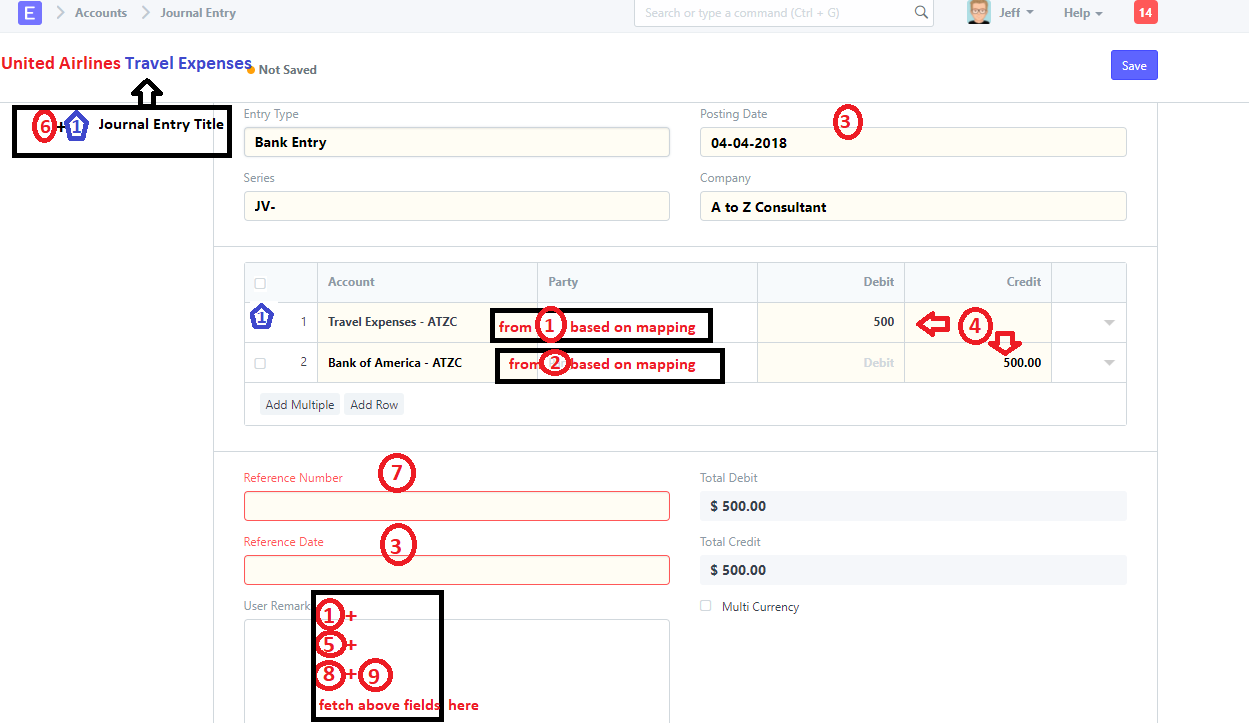 E Accounts Journal Entry Search or type a command (Ctrl + G) Jeff Help 14
United Airlines Travel Expenses Not Saved Save
6 + 1 Journal Entry Title
Entry Type Posting Date 3
Bank Entry 04-04-2018
Series Company
JV- A to Z Consultant
Account Party Debit Credit
1 1 Travel Expenses - ATZC from 1 based on mapping 500 4
2 Bank of America - ATZC from 2 based on mapping Debit 500.00
Add Multiple Add Row
Reference Number 7 Total Debit
$ 500.00
Reference Date 3 Total Credit
$ 500.00
User Remark 1 + Multi Currency
5 +
8 + 9
fetch above fields here